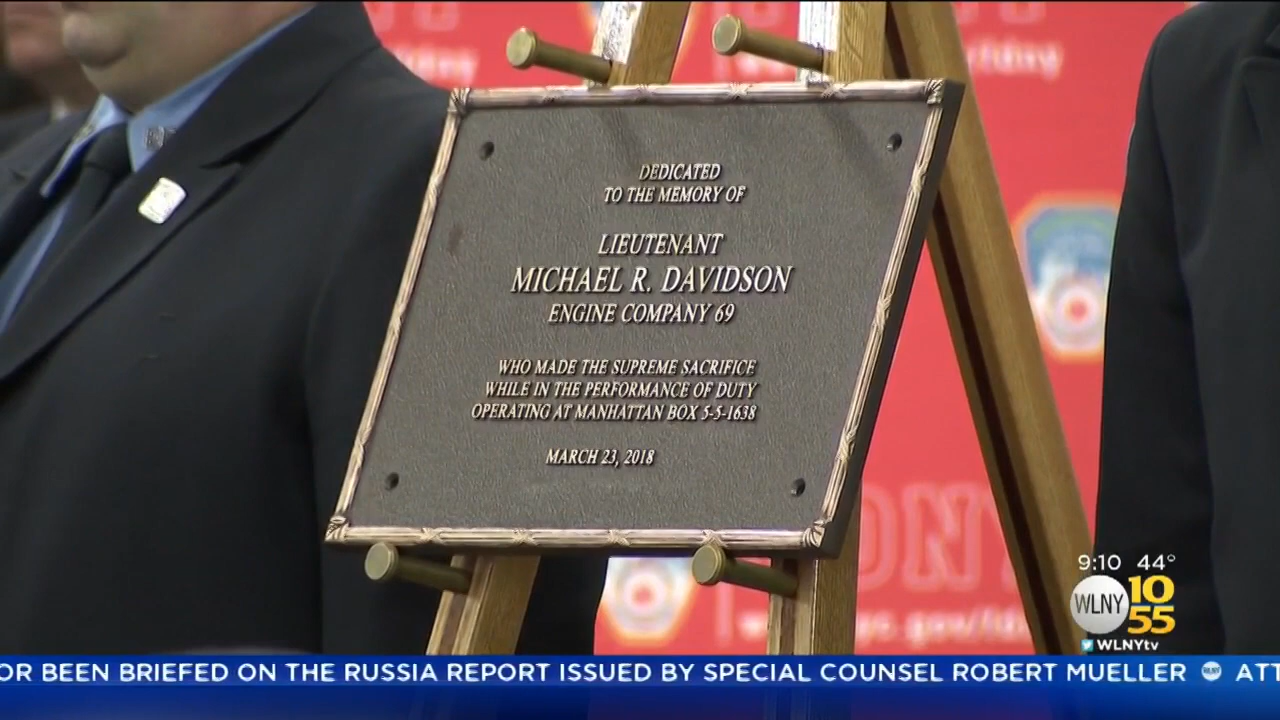 DEDICATED
TO THE MEMORY OF
LIEUTENANT
MICHAEL R. DAVIDSON
ENGINE COMPANY 69
WHO MADE THE SUPREME SACRIFICE
WHILE IN THE PERFORMANCE OF DUTY
OPERATING AT MANHATTAN BOX 5-5-1638
MARCH 23, 2018
9:10 44°
WLNY 10
55
WLNYtv
OR BEEN BRIEFED ON THE RUSSIA REPORT ISSUED BY SPECIAL COUNSEL ROBERT MUELLER WLNY ATT